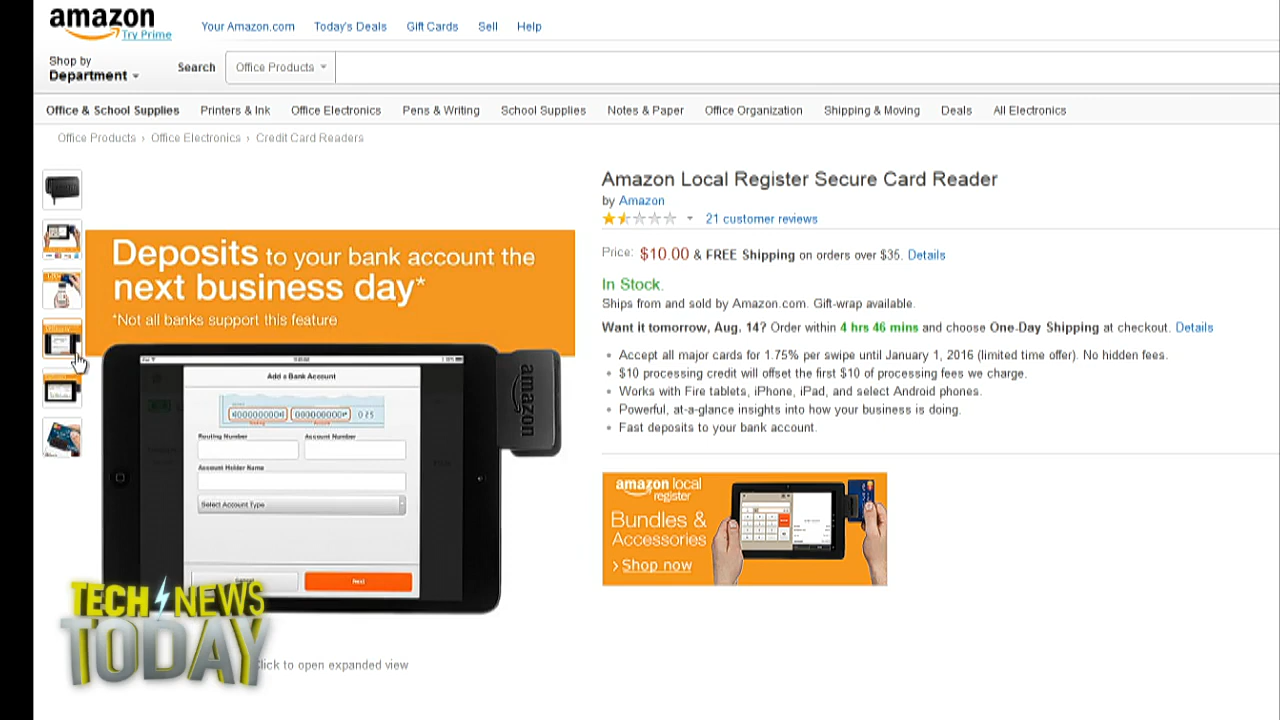 amazon
Try Prime
Your Amazon.com Today's Deals Gift Cards Sell Help
Shop by
Department
Search Office Products
Office & School Supplies Printers & Ink Office Electronics Pens & Writing School Supplies Notes & Paper Office Organization Shipping & Moving Deals All Electronics
Office Products › Office Electronics › Credit Card Readers
Amazon Local Register Secure Card Reader
by Amazon
21 customer reviews
Price: $10.00 & FREE Shipping on orders over $35. Details
In Stock.
Ships from and sold by Amazon.com. Gift-wrap available.
Want it tomorrow, Aug. 14? Order within 4 hrs 46 mins and choose One-Day Shipping at checkout. Details
• Accept all major cards for 1.75% per swipe until January 1, 2016 (limited time offer). No hidden fees.
• $10 processing credit will offset the first $10 of processing fees we charge.
• Works with Fire tablets, iPhone, iPad, and select Android phones.
• Powerful, at-a-glance insights into how your business is doing.
• Fast deposits to your bank account.
Deposits to your bank account the
next business day*
*Not all banks support this feature
Add a Bank Account
Routing Number Account Number
Account Holder Name
Select Account Type
Cancel Next
amazon
amazon local
register
Bundles &
Accessories
› Shop now
TECH NEWS
TODAY
lick to open expanded view